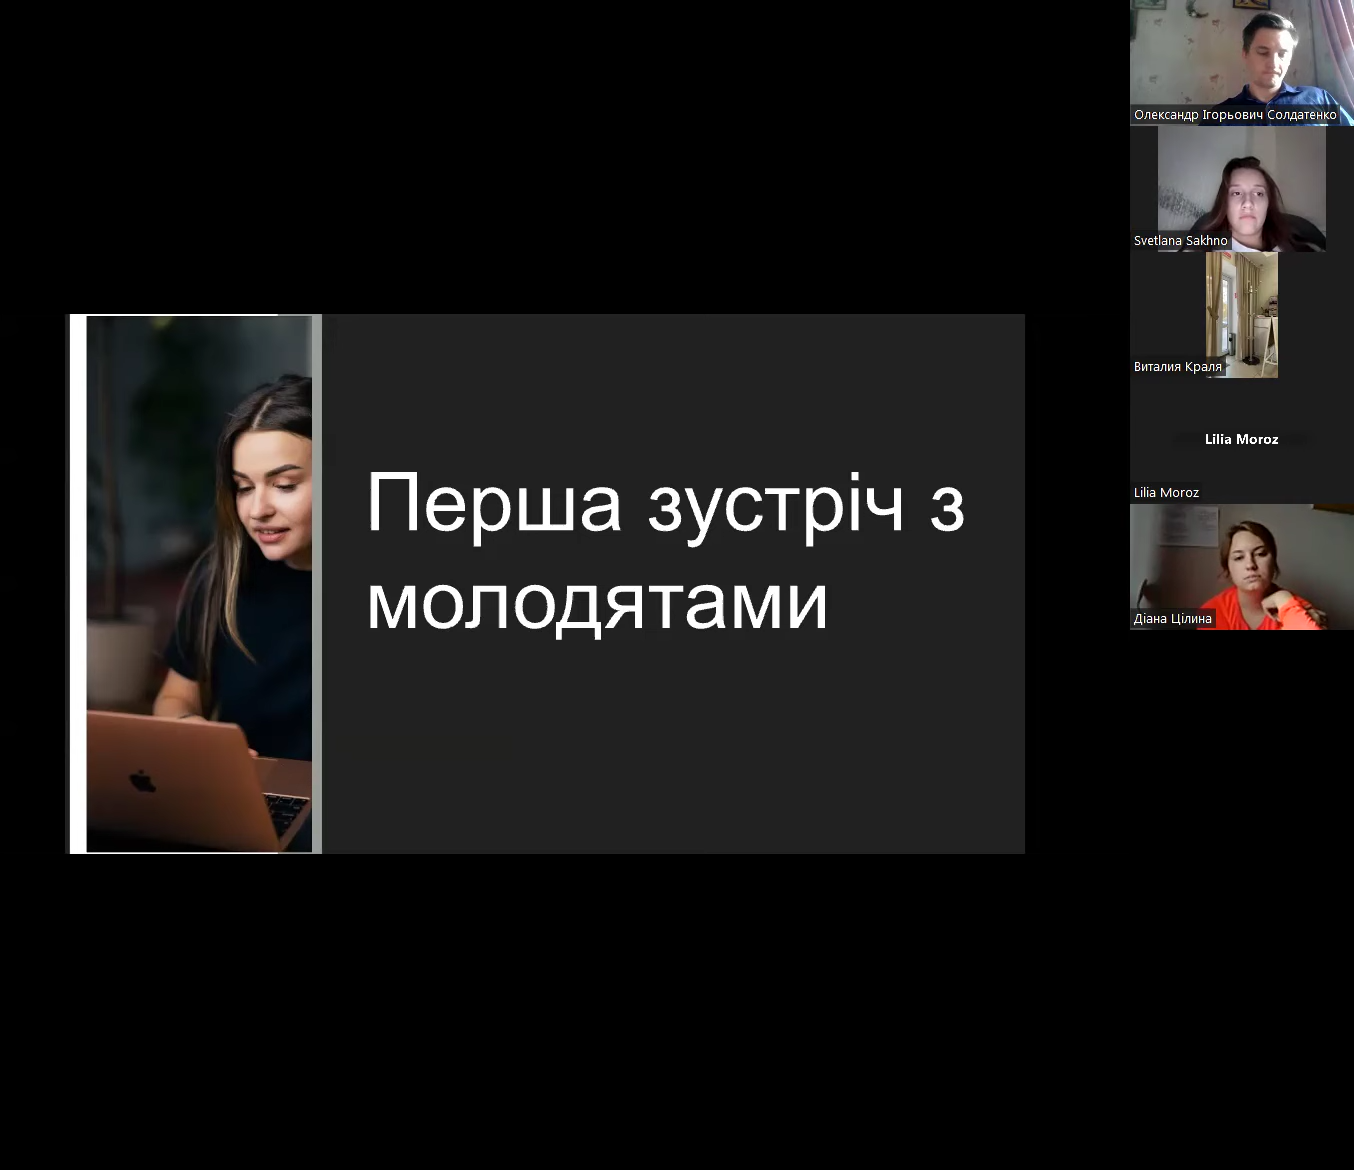 Перша зустріч з
молодятами
Олександр Ігорьович Солдатенко
Svetlana Sakhno
Виталия Краля
Lilia Moroz
Lilia Moroz
Діана Цілина